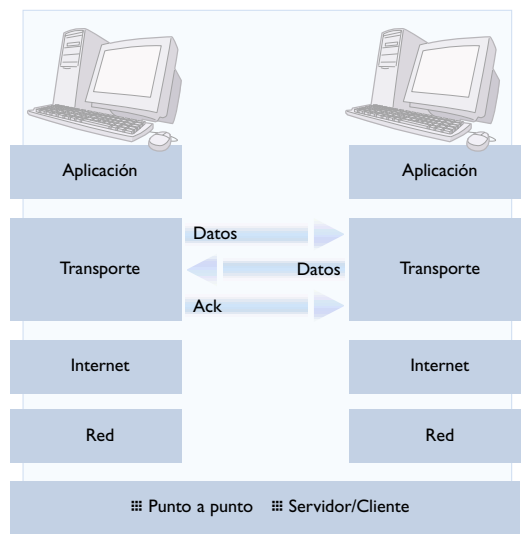 Aplicación
Aplicación
Datos
Transporte
Datos
Transporte
Ack
Internet
Internet
Red
Red
Punto a punto Servidor/Cliente